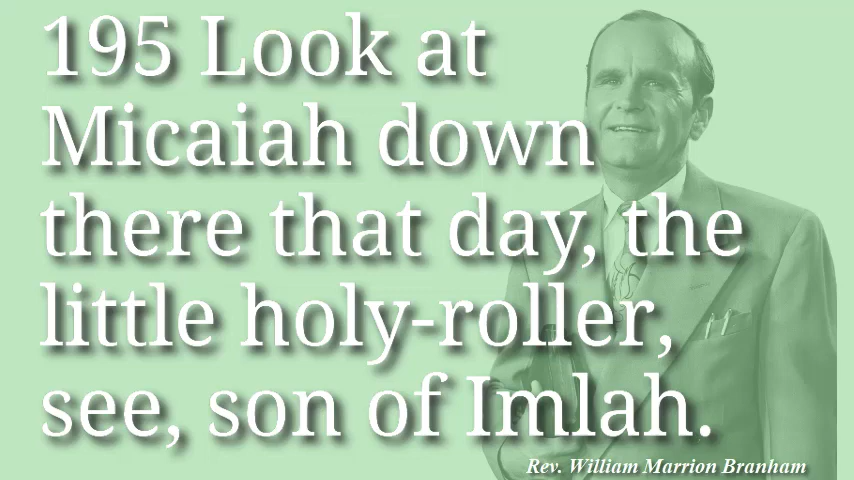 195 Look at
Micaiah down
there that day, the
little holy-roller,
see, son of Imlah.
Rev. William Marrion Branham